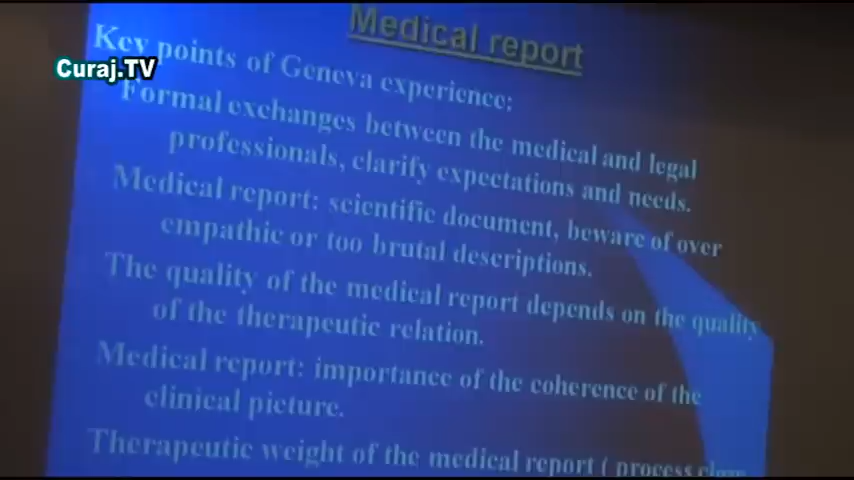 Medical report
Key points of Geneva experience:
Curaj.TV
Formal exchanges between the medical and legal
professionals, clarify expectations and needs.
Medical report: scientific document, beware of over
empathic or too brutal descriptions.
The quality of the medical report depends on the quality
of the therapeutic relation.
Medical report: importance of the coherence of the
clinical picture.
Therapeutic weight of the medical report ( process